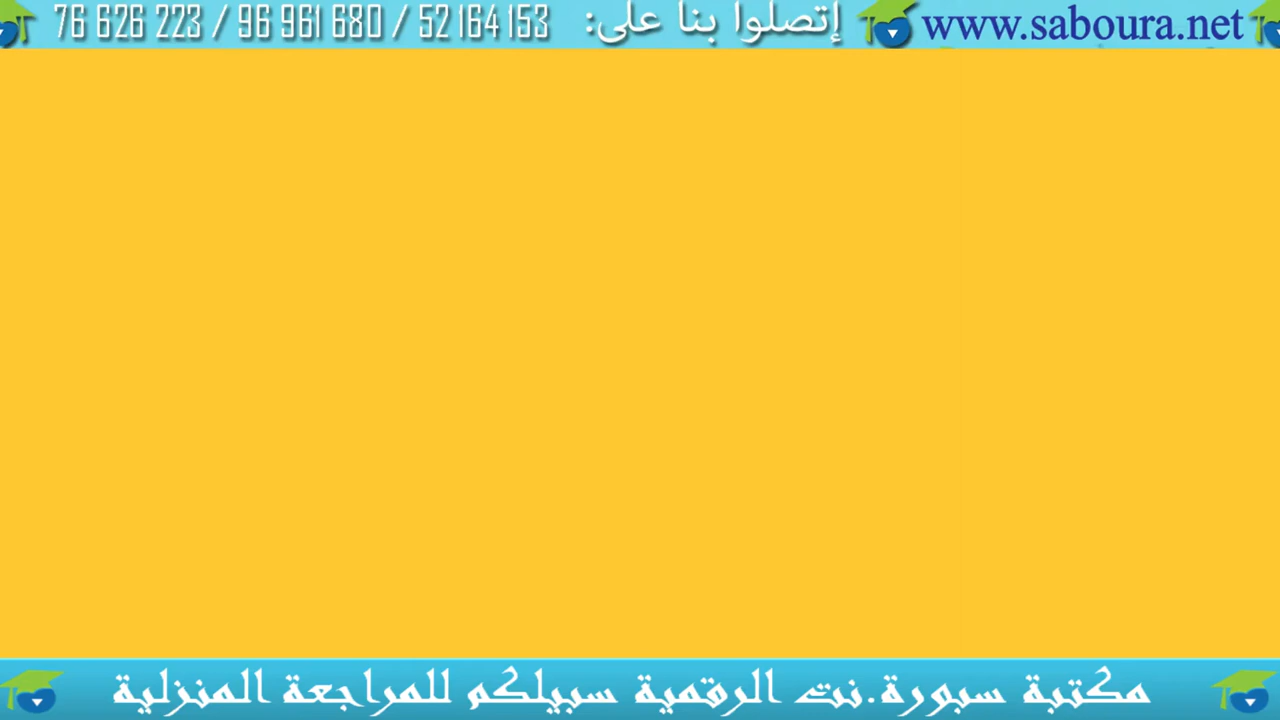 www.saboura.net إتصلوا بنا على: 52 164 153 / 96 961 680 / 76 626 223
مكتبة سبورة.نت الرقمية سبيلكم للمراجعة المنزلية